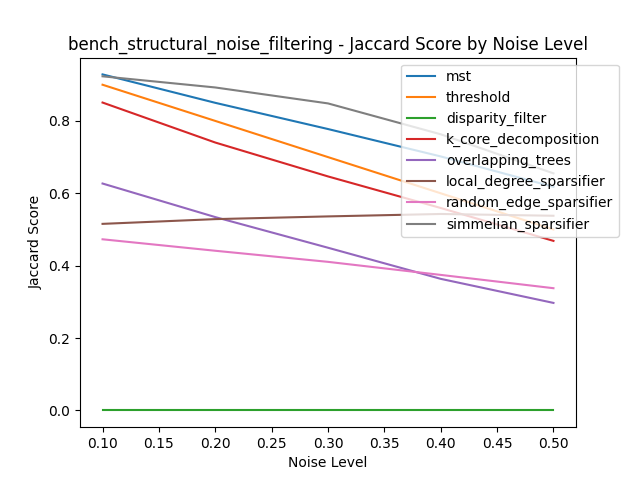 bench_structural_noise_filtering - Jaccard Score by Noise Level
mst
threshold
disparity_filter
k_core_decomposition
overlapping_trees
local_degree_sparsifier
random_edge_sparsifier
simmelian_sparsifier
Jaccard Score
0.8
0.6
0.4
0.2
0.0
0.10 0.15 0.20 0.25 0.30 0.35 0.40 0.45 0.50
Noise Level